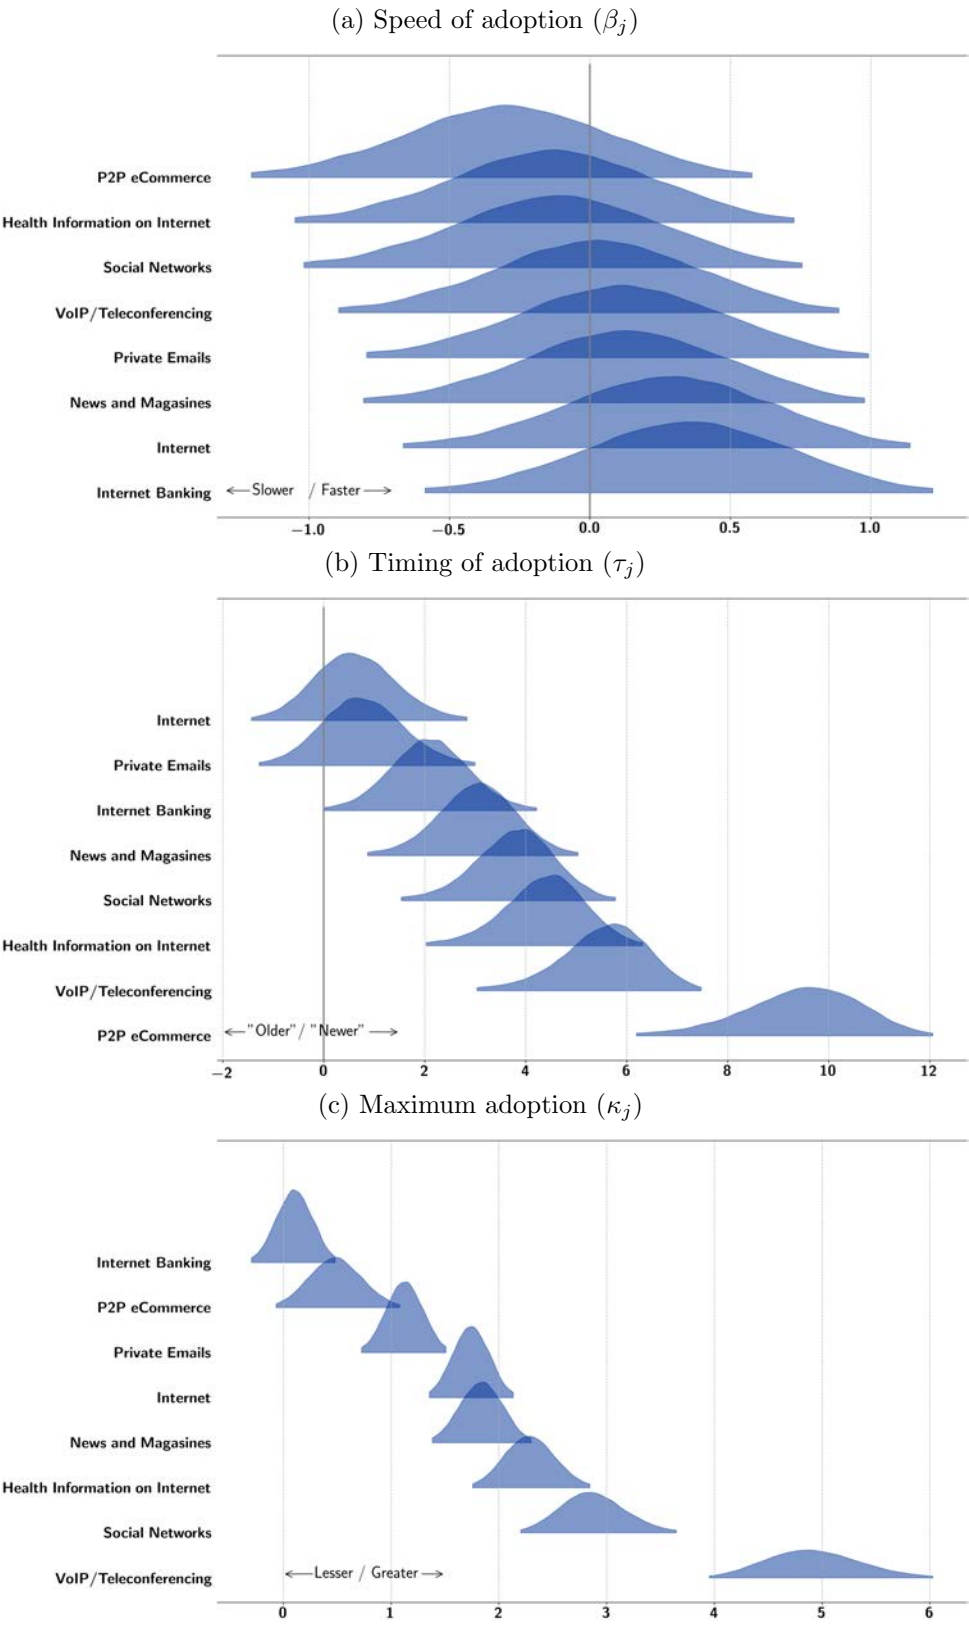 (a) Speed of adoption (βj)
P2P eCommerce
Health Information on Internet
Social Networks
VoIP/Teleconferencing
Private Emails
News and Magasines
Internet
Internet Banking
←Slower / Faster→
−1.0 −0.5 0.0 0.5 1.0
(b) Timing of adoption (τj)
Internet
Private Emails
Internet Banking
News and Magasines
Social Networks
Health Information on Internet
VoIP/Teleconferencing
P2P eCommerce
←"Older"/ "Newer"→
−2 0 2 4 6 8 10 12
(c) Maximum adoption (κj)
Internet Banking
P2P eCommerce
Private Emails
Internet
News and Magasines
Health Information on Internet
Social Networks
VoIP/Teleconferencing
←Lesser / Greater→
0 1 2 3 4 5 6